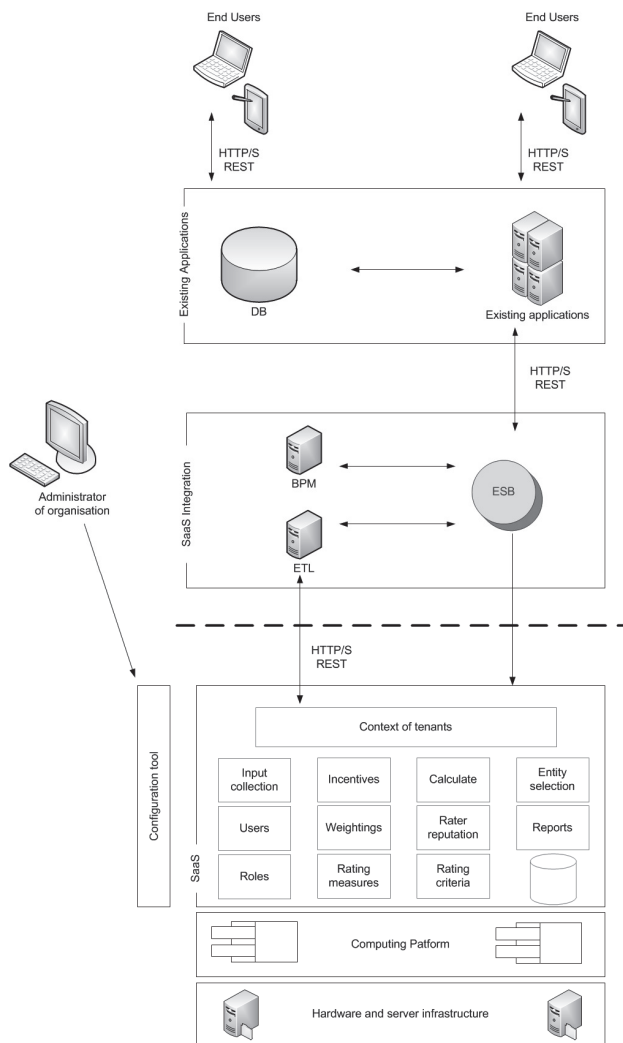 End Users
End Users
HTTP/S
REST
HTTP/S
REST
Existing Applications
DB
Existing applications
HTTP/S
REST
Administrator
of organisation
SaaS Integration
BPM
ESB
ETL
HTTP/S
REST
Configuration tool
SaaS
Context of tenants
Input
collection
Incentives
Calculate
Entity
selection
Users
Weightings
Rater
reputation
Reports
Roles
Rating
measures
Rating
criteria
Computing Patform
Hardware and server infrastructure